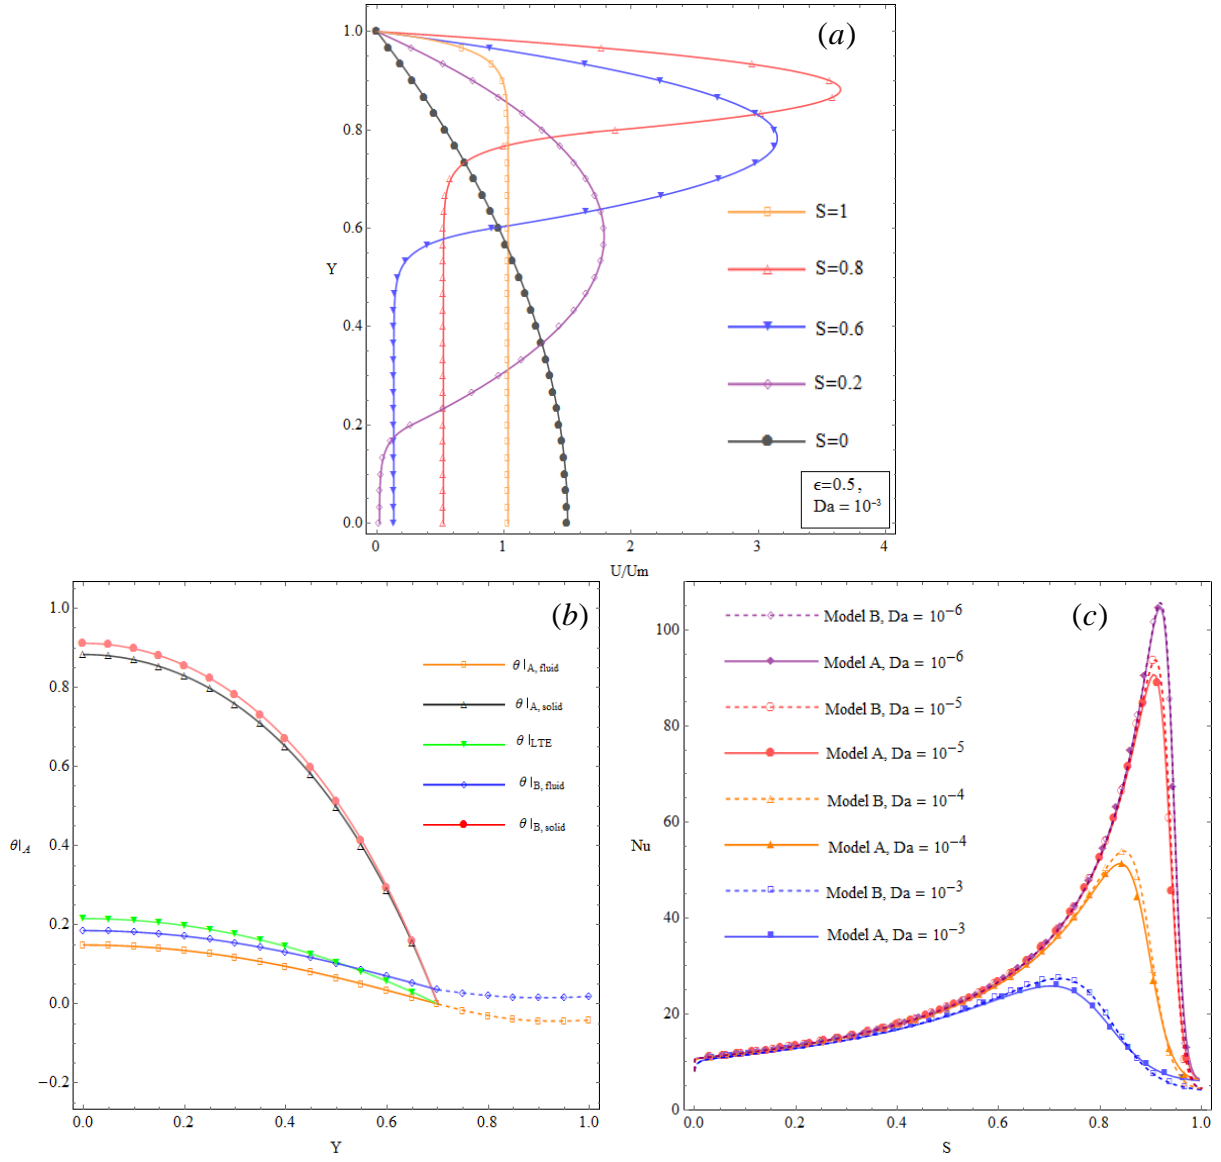 (a)
1.0
0.8
0.6
0.4
0.2
0.0
Y
0
1
2
3
4
U/Um
S=1
S=0.8
S=0.6
S=0.2
S=0
ϵ=0.5,
Da = 10⁻³
(b)
1.0
0.8
0.6
0.4
0.2
0.0
−0.2
θ|A
0.0
0.2
0.4
0.6
0.8
1.0
Y
θ|A, fluid
θ|A, solid
θ|LTE
θ|B, fluid
θ|B, solid
(c)
100
80
60
40
20
0
Nu
0.0
0.2
0.4
0.6
0.8
1.0
S
Model B, Da = 10⁻⁶
Model A, Da = 10⁻⁶
Model B, Da = 10⁻⁵
Model A, Da = 10⁻⁵
Model B, Da = 10⁻⁴
Model A, Da = 10⁻⁴
Model B, Da = 10⁻³
Model A, Da = 10⁻³